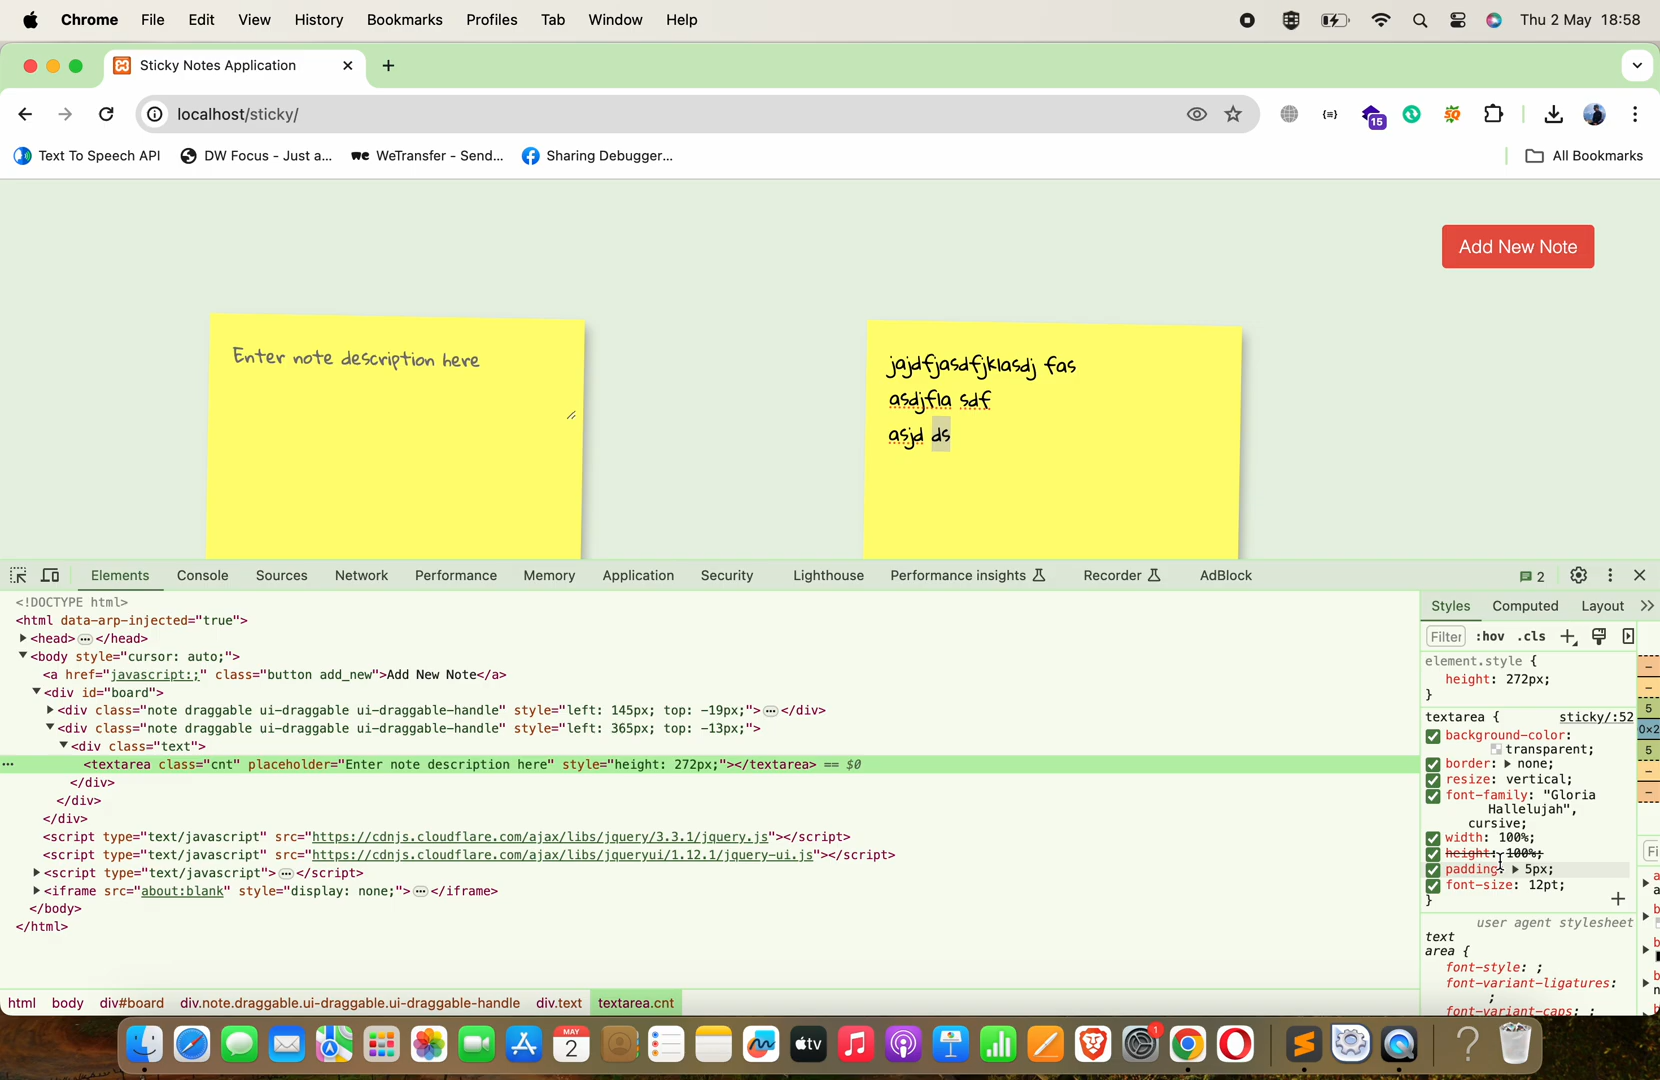 Chrome File Edit View History Bookmarks Profiles Tab Window Help Thu 2 May 18:58
Sticky Notes Application
localhost/sticky/ 15
Text To Speech API DW Focus - Just a... WeTransfer - Send... Sharing Debugger... All Bookmarks
Add New Note
Enter note description here
jajdfjasdfjklasdj fas
asdjfla sdf
asjd ds
Elements Console Sources Network Performance Memory Application Security Lighthouse Performance insights Recorder AdBlock 2
<!DOCTYPE html>
<html data-arp-injected="true">
<head> … </head>
<body style="cursor: auto;">
<a href="javascript:;" class="button add_new">Add New Note</a>
<div id="board">
<div class="note draggable ui-draggable ui-draggable-handle" style="left: 145px; top: -19px;"> … </div>
<div class="note draggable ui-draggable ui-draggable-handle" style="left: 365px; top: -13px;">
<div class="text">
… <textarea class="cnt" placeholder="Enter note description here" style="height: 272px;"></textarea> == $0
</div>
</div>
</div>
<script type="text/javascript" src="https://cdnjs.cloudflare.com/ajax/libs/jquery/3.3.1/jquery.js"></script>
<script type="text/javascript" src="https://cdnjs.cloudflare.com/ajax/libs/jqueryui/1.12.1/jquery-ui.js"></script>
<script type="text/javascript"> … </script>
<iframe src="about:blank" style="display: none;"> … </iframe>
</body>
</html>
html body div#board div.note.draggable.ui-draggable.ui-draggable-handle div.text textarea.cnt
Styles Computed Layout
Filter :hov .cls
element.style {
height: 272px;
}
textarea { sticky/:52
background-color:
transparent;
border: none;
resize: vertical;
font-family: "Gloria
Hallelujah",
cursive;
width: 100%;
height: 100%;
padding: 5px;
font-size: 12pt;
}
user agent stylesheet
text
area {
font-style: ;
font-variant-ligatures:
;
font-variant-caps: ;
5
5
MAY
2
tv
1